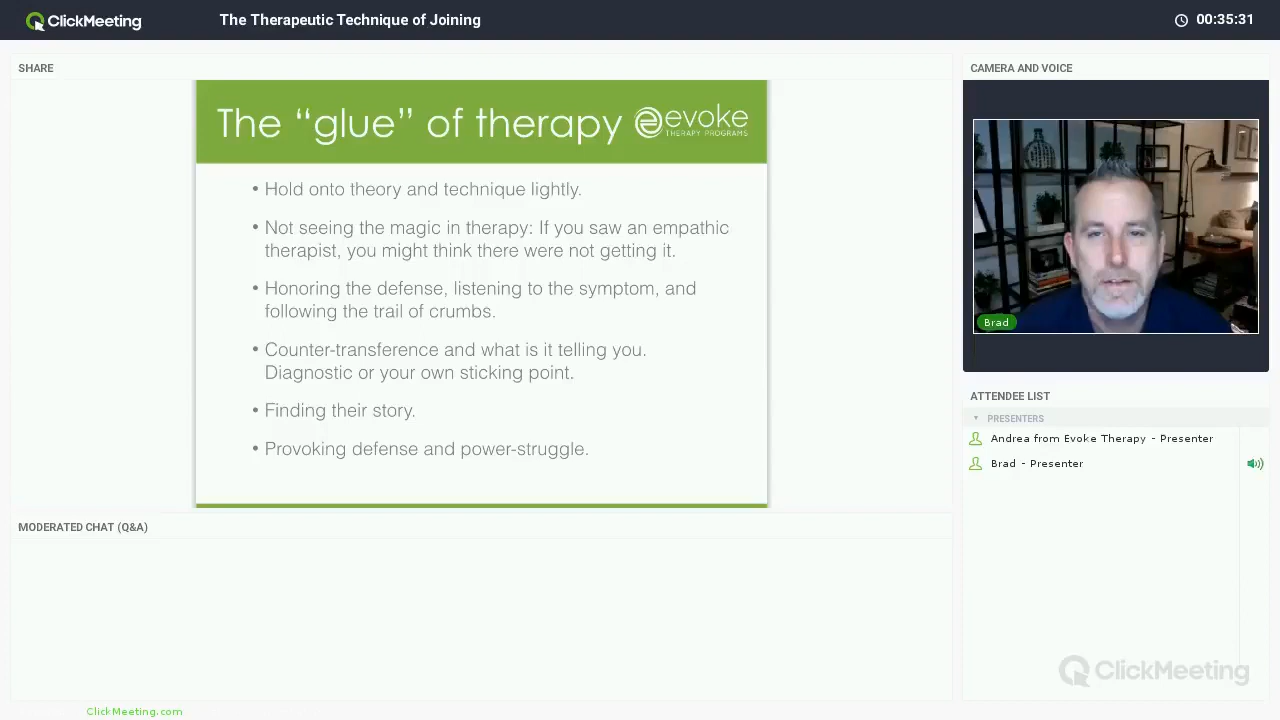 ClickMeeting
The Therapeutic Technique of Joining
00:35:31
SHARE
The “glue” of therapy
evoke
THERAPY PROGRAMS
• Hold onto theory and technique lightly.
• Not seeing the magic in therapy: If you saw an empathic
therapist, you might think there were not getting it.
• Honoring the defense, listening to the symptom, and
following the trail of crumbs.
• Counter-transference and what is it telling you.
Diagnostic or your own sticking point.
• Finding their story.
• Provoking defense and power-struggle.
MODERATED CHAT (Q&A)
CAMERA AND VOICE
Brad
ATTENDEE LIST
PRESENTERS
Andrea from Evoke Therapy - Presenter
Brad - Presenter
ClickMeeting
ClickMeeting.com